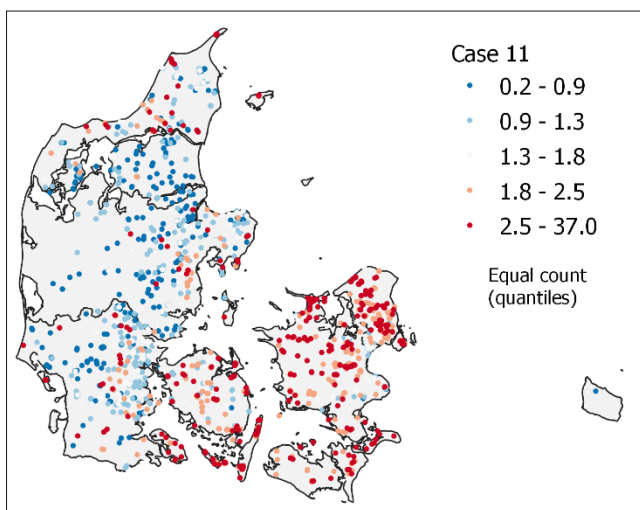 Case 11
0.2 - 0.9
0.9 - 1.3
1.3 - 1.8
1.8 - 2.5
2.5 - 37.0
Equal count
(quantiles)